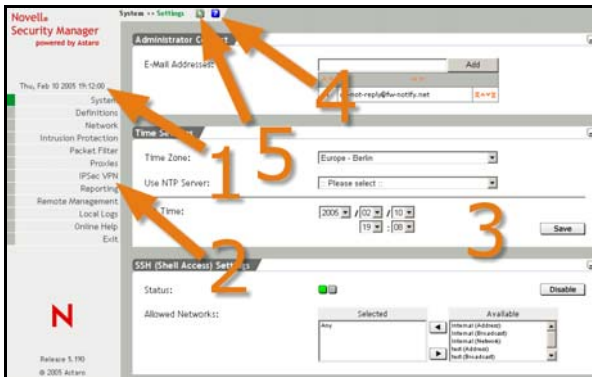 Novell®
Security Manager
powered by Astaro
System >> Settings
?
Administrator Contact
E-Mail Addresses:
Add
do-not-reply@fw-notify.net
Thu, Feb 10 2005 19:12:00
System
Definitions
Network
Intrusion Protection
Packet Filter
Proxies
IPSec VPN
Reporting
Remote Management
Local Logs
Online Help
Exit
Time Settings
Time Zone:
Europe - Berlin
Use NTP Server:
:: Please select ::
Time:
2005 / 02 / 10
19 : 08
Save
SSH (Shell Access) Settings
Status:
Disable
Allowed Networks:
Selected
Available
Any
Internal (Address)
Internal (Broadcast)
Internal (Network)
test (Address)
test (Broadcast)
1
2
3
4
5
N
Release 5.190
© 2005 Astaro